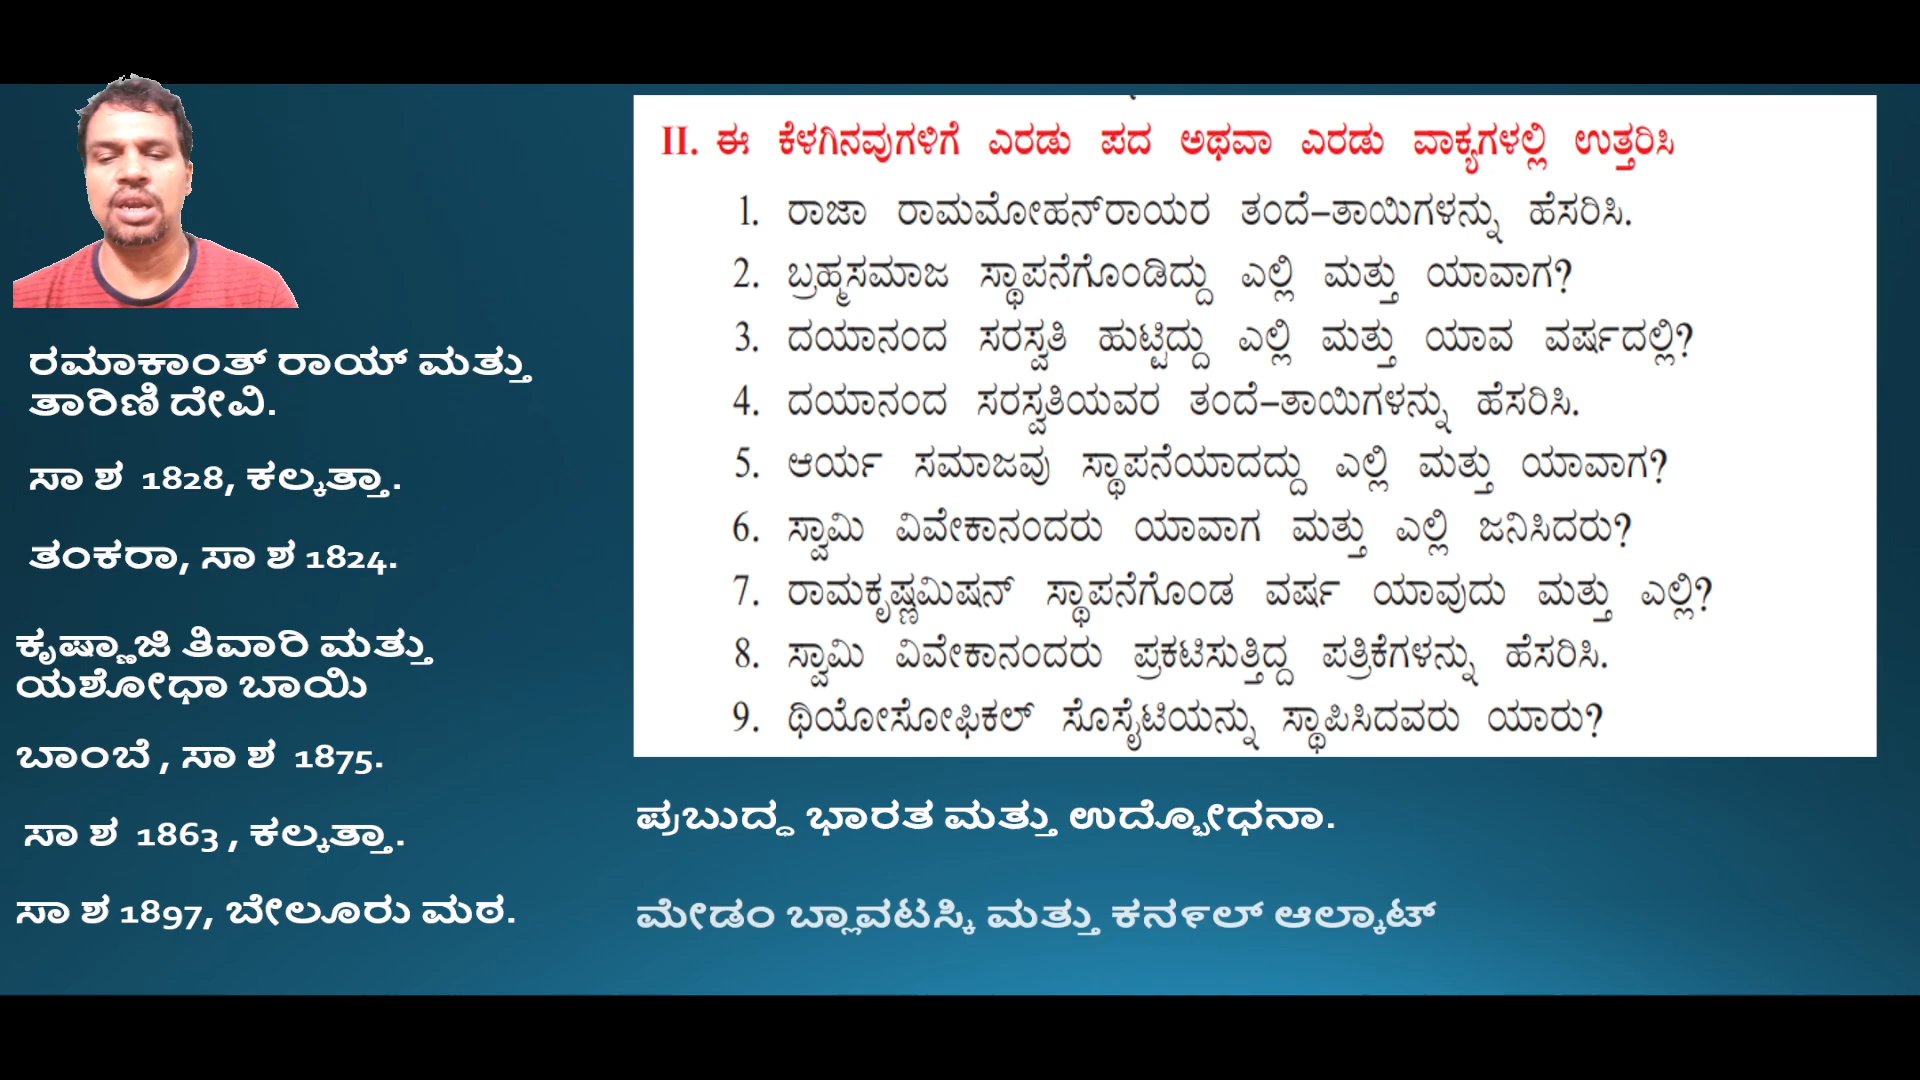 II. ಈ ಕೆಳಗಿನವುಗಳಿಗೆ ಎರಡು ಪದ ಅಥವಾ ಎರಡು ವಾಕ್ಯಗಳಲ್ಲಿ ಉತ್ತರಿಸಿ
1. ರಾಜಾ ರಾಮಮೋಹನ್‌ರಾಯರ ತಂದೆ-ತಾಯಿಗಳನ್ನು ಹೆಸರಿಸಿ.
2. ಬ್ರಹ್ಮಸಮಾಜ ಸ್ಥಾಪನೆಗೊಂಡಿದ್ದು ಎಲ್ಲಿ ಮತ್ತು ಯಾವಾಗ?
3. ದಯಾನಂದ ಸರಸ್ವತಿ ಹುಟ್ಟಿದ್ದು ಎಲ್ಲಿ ಮತ್ತು ಯಾವ ವರ್ಷದಲ್ಲಿ?
4. ದಯಾನಂದ ಸರಸ್ವತಿಯವರ ತಂದೆ-ತಾಯಿಗಳನ್ನು ಹೆಸರಿಸಿ.
5. ಆರ್ಯ ಸಮಾಜವು ಸ್ಥಾಪನೆಯಾದದ್ದು ಎಲ್ಲಿ ಮತ್ತು ಯಾವಾಗ?
6. ಸ್ವಾಮಿ ವಿವೇಕಾನಂದರು ಯಾವಾಗ ಮತ್ತು ಎಲ್ಲಿ ಜನಿಸಿದರು?
7. ರಾಮಕೃಷ್ಣಮಿಷನ್ ಸ್ಥಾಪನೆಗೊಂಡ ವರ್ಷ ಯಾವುದು ಮತ್ತು ಎಲ್ಲಿ?
8. ಸ್ವಾಮಿ ವಿವೇಕಾನಂದರು ಪ್ರಕಟಿಸುತ್ತಿದ್ದ ಪತ್ರಿಕೆಗಳನ್ನು ಹೆಸರಿಸಿ.
9. ಥಿಯೋಸೋಫಿಕಲ್ ಸೊಸೈಟಿಯನ್ನು ಸ್ಥಾಪಿಸಿದವರು ಯಾರು?
ರಮಾಕಾಂತ್ ರಾಯ್ ಮತ್ತು
ತಾರಿಣಿ ದೇವಿ.
ಸಾ ಶ 1828, ಕಲ್ಕತ್ತಾ.
ತಂಕರಾ, ಸಾ ಶ 1824.
ಕೃಷ್ಣಾಜಿ ತಿವಾರಿ ಮತ್ತು
ಯಶೋಧಾ ಬಾಯಿ
ಬಾಂಬೆ , ಸಾ ಶ 1875.
ಸಾ ಶ 1863 , ಕಲ್ಕತ್ತಾ.
ಸಾ ಶ 1897, ಬೇಲೂರು ಮಠ.
ಪ್ರಬುದ್ಧ ಭಾರತ ಮತ್ತು ಉದ್ಭೋಧನಾ.
ಮೇಡಂ ಬ್ಲಾವಟಸ್ಕಿ ಮತ್ತು ಕರ್ನಲ್ ಆಲ್ಕಾಟ್